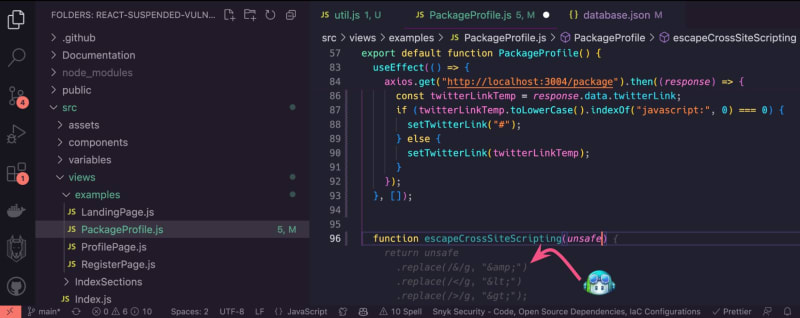 FOLDERS: REACT-SUSPENDED-VULN...
.github
Documentation
node_modules
public
src
assets
components
variables
views
examples
JS LandingPage.js
JS PackageProfile.js 5, M
JS ProfilePage.js
JS RegisterPage.js
IndexSections
JS Index.js
4
1
JS util.js 1, U
JS PackageProfile.js 5, M
{} database.json M
src > views > examples > JS PackageProfile.js > PackageProfile > escapeCrossSiteScripting
57 export default function PackageProfile() {
83 useEffect(() => {
84 axios.get("http://localhost:3004/package").then((response) => {
86 const twitterLinkTemp = response.data.twitterLink;
87 if (twitterLinkTemp.toLowerCase().indexOf("javascript:", 0) === 0) {
88 setTwitterLink("#");
89 } else {
90 setTwitterLink(twitterLinkTemp);
91 }
92 });
93 }, []);
94
95
96 function escapeCrossSiteScripting(unsafe) {
return unsafe
.replace(/&/g, "&amp;")
.replace(/</g, "&lt;")
.replace(/>/g, "&gt;");
main* 0 6 10 Spaces: 2 UTF-8 LF {} JavaScript 10 Spell Snyk Security - Code, Open Source Dependencies, IaC Configurations Prettier